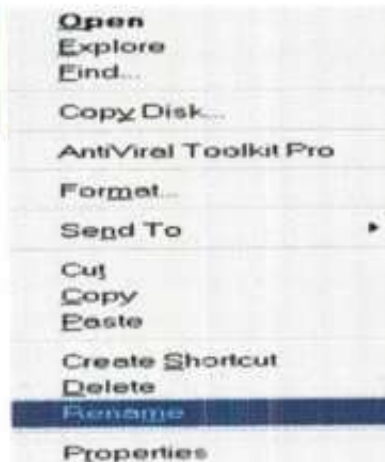 Open
Explore
Find...
Copy Disk...
AntiViral Toolkit Pro
Format...
Send To
Cut
Copy
Paste
Create Shortcut
Delete
Rename
Properties